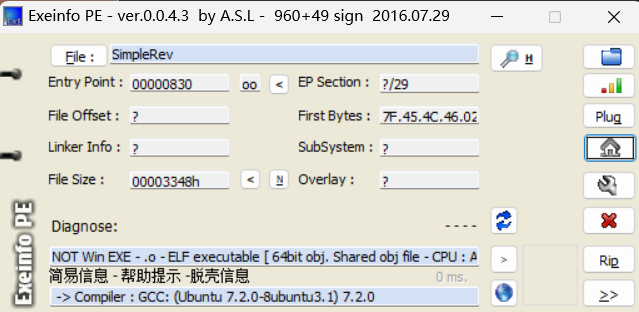 Exeinfo PE - ver.0.0.4.3 by A.S.L - 960+49 sign 2016.07.29
File : SimpleRev H
Entry Point : 00000830 oo < EP Section : ?/29
File Offset : ? First Bytes : 7F.45.4C.46.02 Plug
Linker Info : ? SubSystem : ?
File Size : 00003348h < N Overlay : ?
Diagnose: ----
NOT Win EXE - .o - ELF executable [ 64bit obj. Shared obj file - CPU : A > Rip
简易信息 - 帮助提示 -脱壳信息 0 ms.
-> Compiler : GCC: (Ubuntu 7.2.0-8ubuntu3.1) 7.2.0 >>
Exeinfo PE